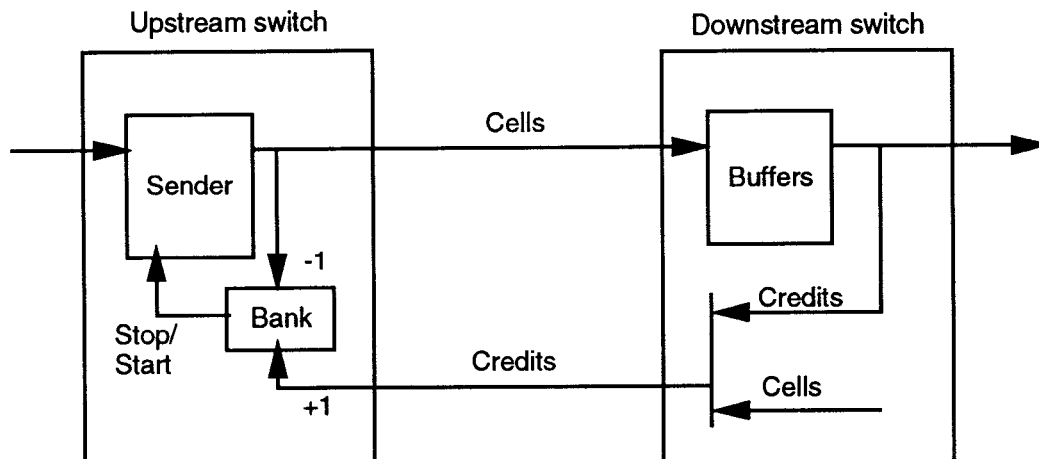 Upstream switch
Downstream switch
Cells
Sender
Buffers
-1
Bank
Credits
Stop/
Start
Credits
+1
Cells